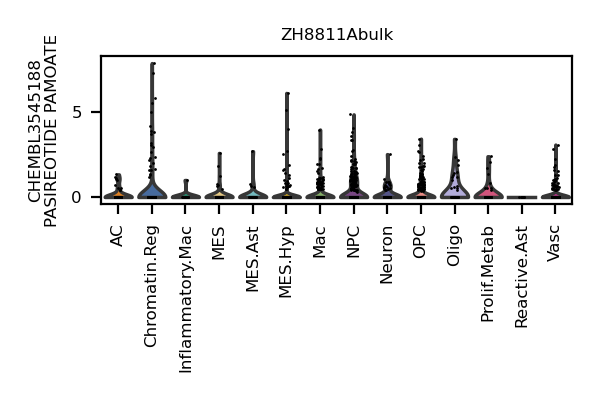 ZH8811Abulk
CHEMBL3545188
PASIREOTIDE PAMOATE
5
0
AC
Chromatin.Reg
Inflammatory.Mac
MES
MES.Ast
MES.Hyp
Mac
NPC
Neuron
OPC
Oligo
Prolif.Metab
Reactive.Ast
Vasc